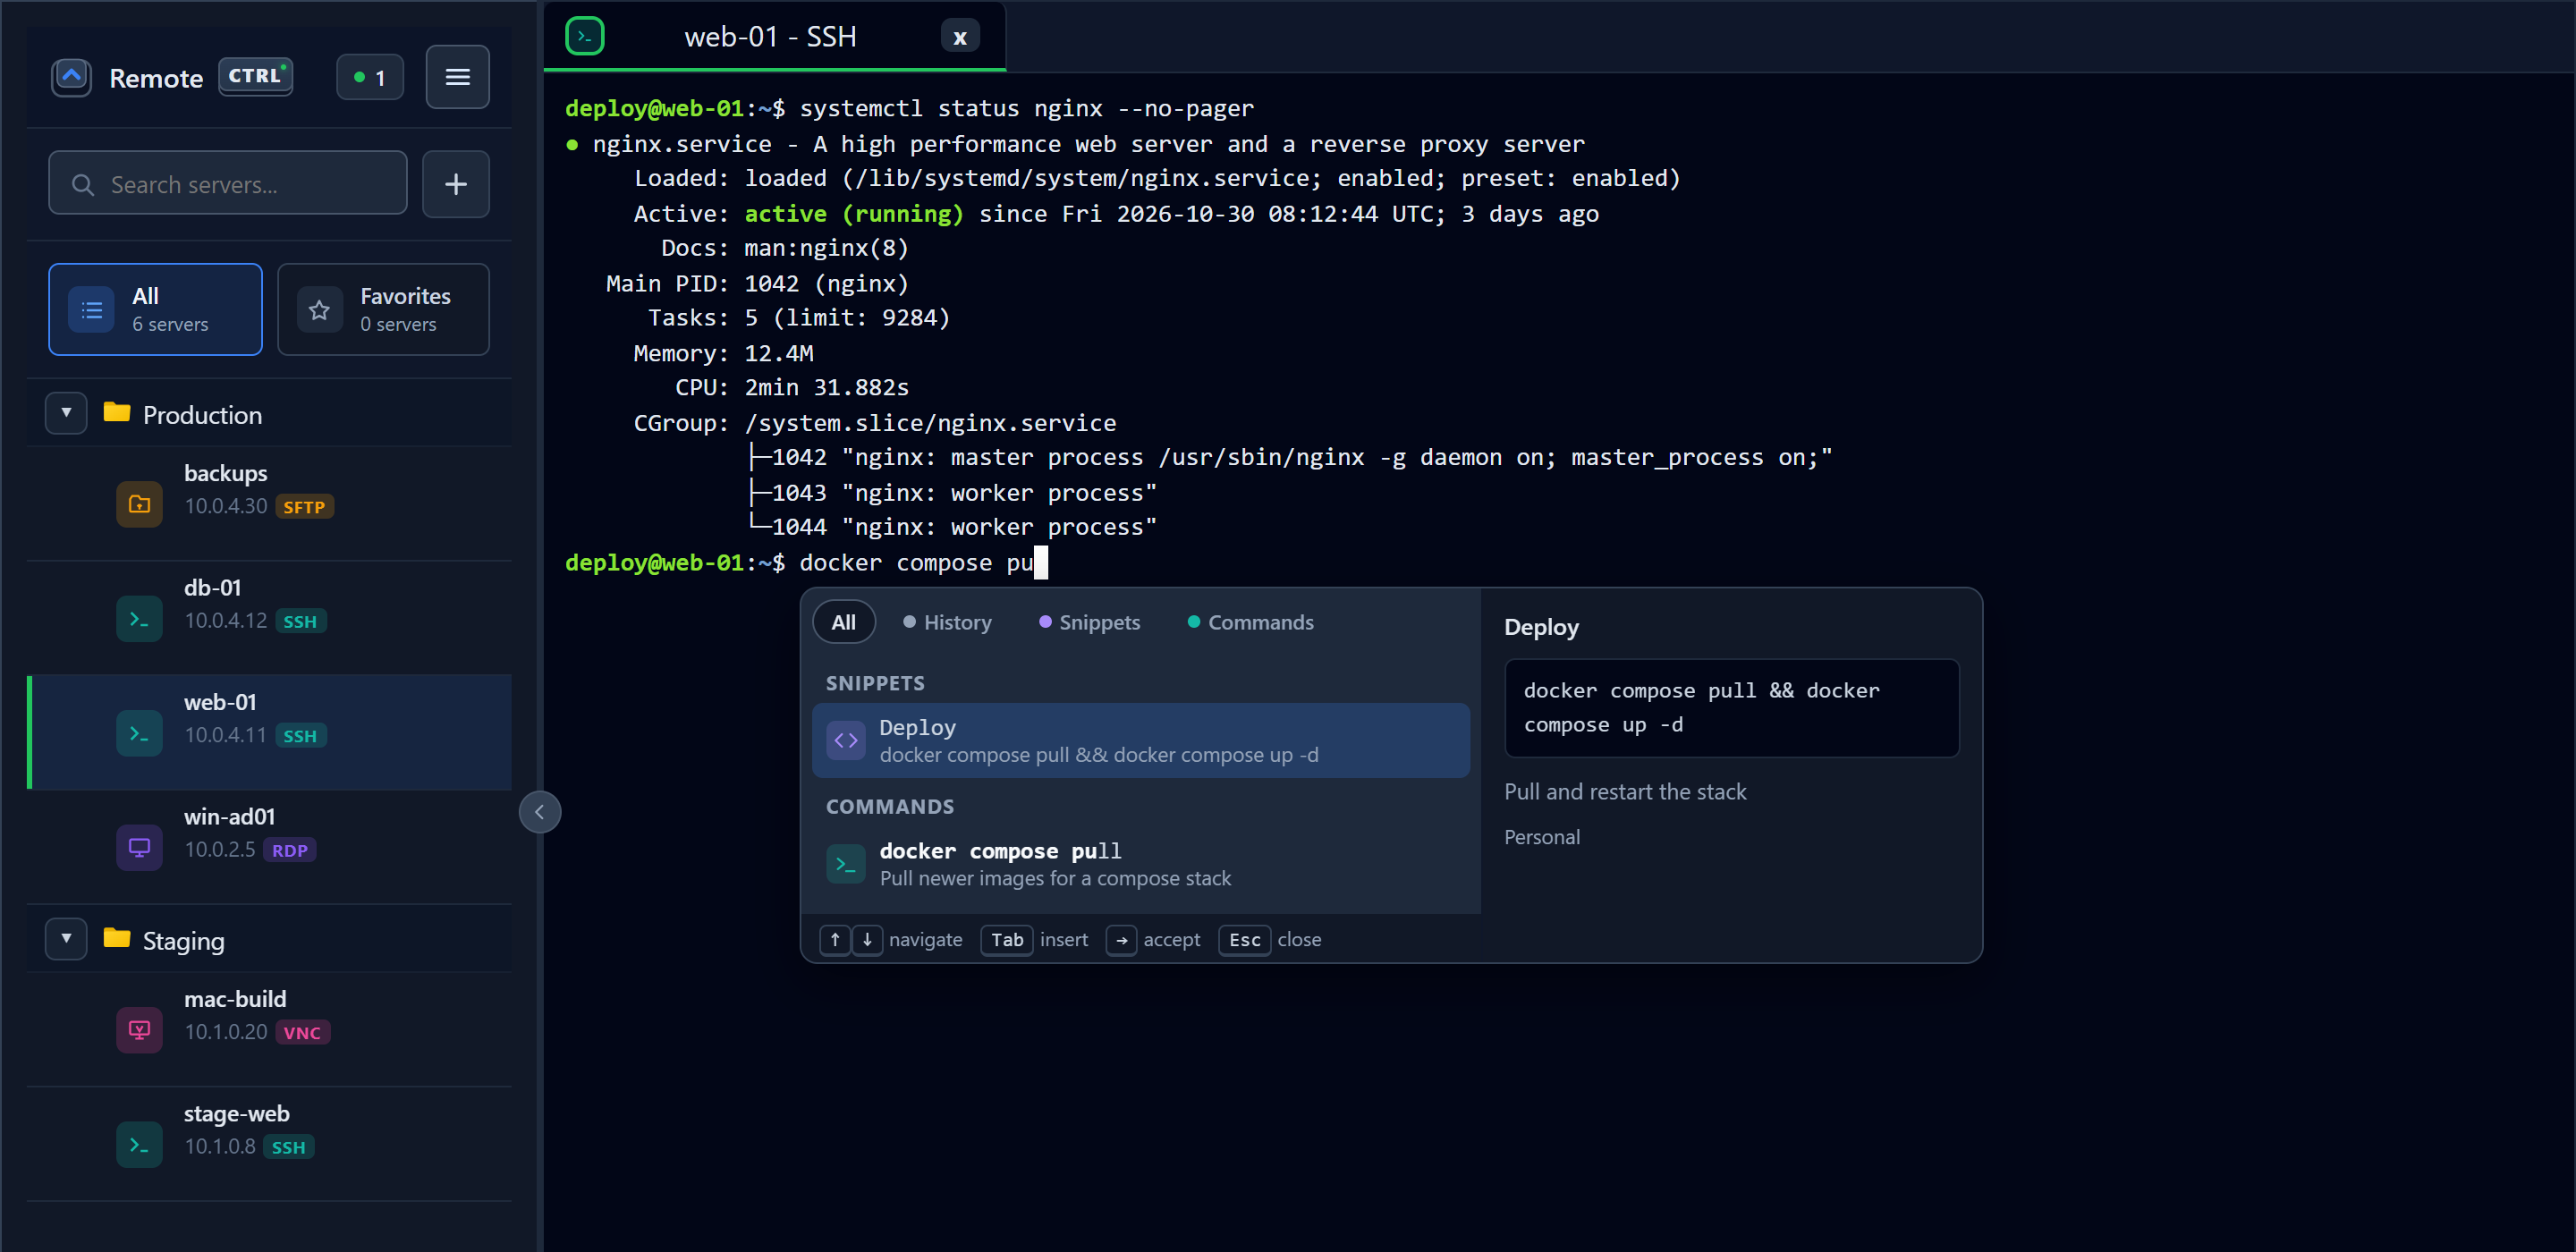 Remote CTRL
1
Search servers...
All
6 servers
Favorites
0 servers
Production
backups
10.0.4.30 SFTP
db-01
10.0.4.12 SSH
web-01
10.0.4.11 SSH
win-ad01
10.0.2.5 RDP
Staging
mac-build
10.1.0.20 VNC
stage-web
10.1.0.8 SSH
web-01 - SSH x
deploy@web-01:~$ systemctl status nginx --no-pager
● nginx.service - A high performance web server and a reverse proxy server
Loaded: loaded (/lib/systemd/system/nginx.service; enabled; preset: enabled)
Active: active (running) since Fri 2026-10-30 08:12:44 UTC; 3 days ago
Docs: man:nginx(8)
Main PID: 1042 (nginx)
Tasks: 5 (limit: 9284)
Memory: 12.4M
CPU: 2min 31.882s
CGroup: /system.slice/nginx.service
├─1042 "nginx: master process /usr/sbin/nginx -g daemon on; master_process on;"
├─1043 "nginx: worker process"
└─1044 "nginx: worker process"
deploy@web-01:~$ docker compose pu
All History Snippets Commands
SNIPPETS
Deploy
docker compose pull && docker compose up -d
COMMANDS
docker compose pull
Pull newer images for a compose stack
↑ ↓ navigate Tab insert → accept Esc close
Deploy
docker compose pull && docker
compose up -d
Pull and restart the stack
Personal